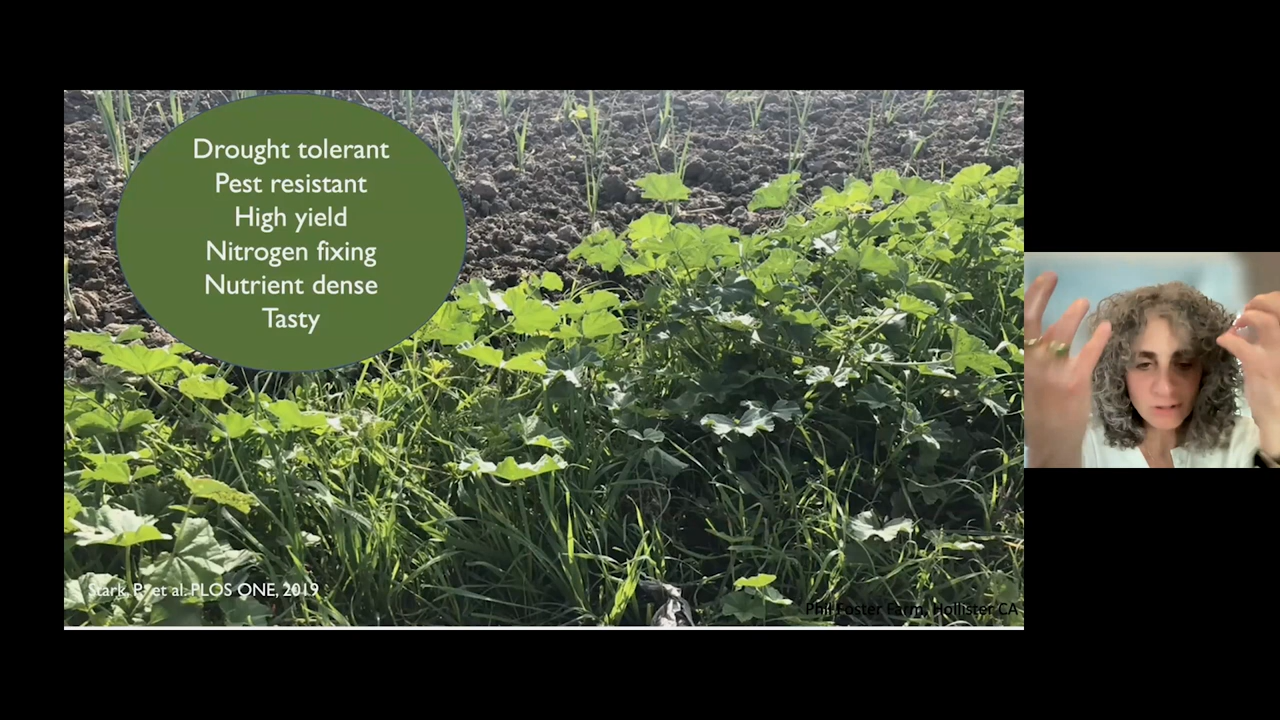 Drought tolerant
Pest resistant
High yield
Nitrogen fixing
Nutrient dense
Tasty
Stark, P. et al. PLOS ONE, 2019
Phil Foster Farm, Hollister CA